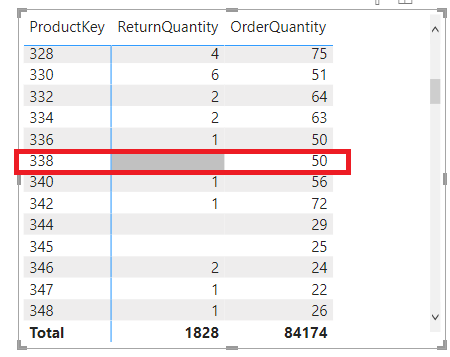 ProductKey ReturnQuantity OrderQuantity
328 4 75
330 6 51
332 2 64
334 2 63
336 1 50
338 50
340 1 56
342 1 72
344 29
345 25
346 2 24
347 1 22
348 1 26
Total 1828 84174